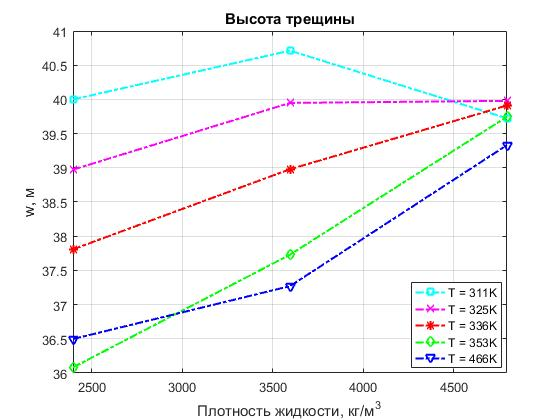 Высота трещины
41
40.5
40
39.5
39
38.5
38
37.5
37
36.5
36
w, м
2500 3000 3500 4000 4500
Плотность жидкости, кг/м³
T = 311K
T = 325K
T = 336K
T = 353K
T = 466K